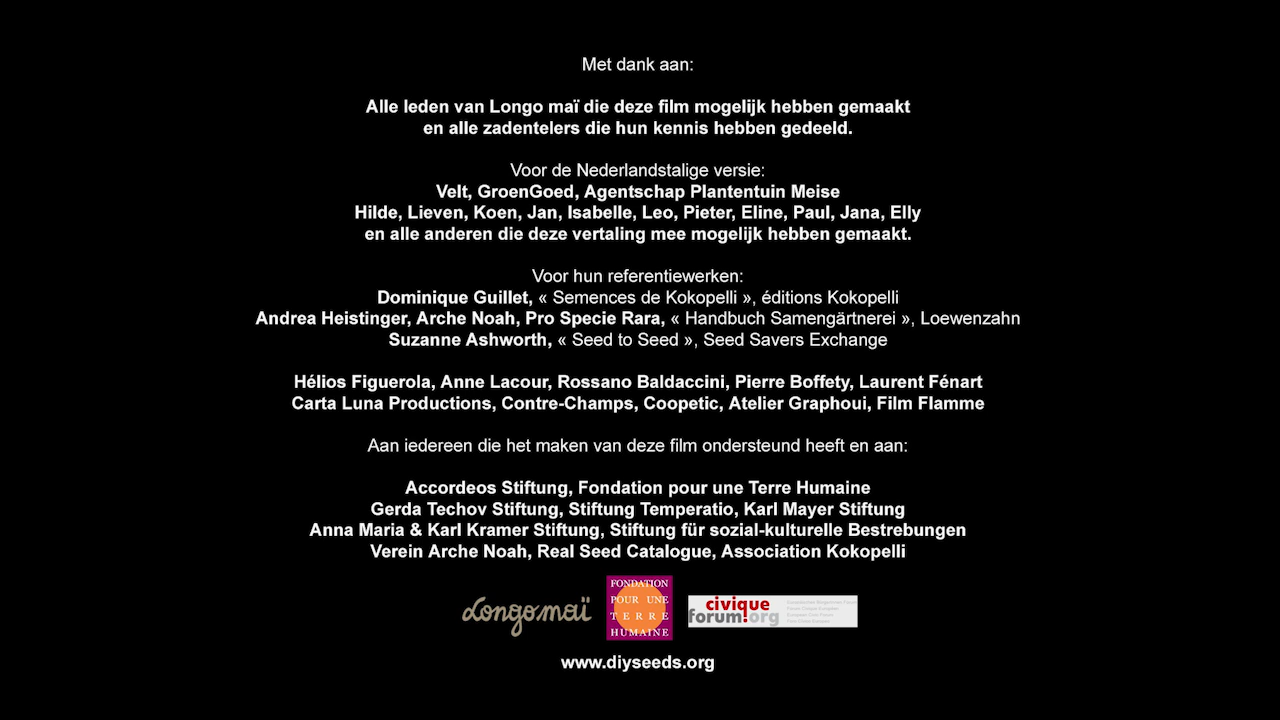 Met dank aan:
Alle leden van Longo maï die deze film mogelijk hebben gemaakt
en alle zadentelers die hun kennis hebben gedeeld.
Voor de Nederlandstalige versie:
Velt, GroenGoed, Agentschap Plantentuin Meise
Hilde, Lieven, Koen, Jan, Isabelle, Leo, Pieter, Eline, Paul, Jana, Elly
en alle anderen die deze vertaling mee mogelijk hebben gemaakt.
Voor hun referentiewerken:
Dominique Guillet, « Semences de Kokopelli », éditions Kokopelli
Andrea Heistinger, Arche Noah, Pro Specie Rara, « Handbuch Samengärtnerei », Loewenzahn
Suzanne Ashworth, « Seed to Seed », Seed Savers Exchange
Hélios Figuerola, Anne Lacour, Rossano Baldaccini, Pierre Boffety, Laurent Fénart
Carta Luna Productions, Contre-Champs, Coopetic, Atelier Graphoui, Film Flamme
Aan iedereen die het maken van deze film ondersteund heeft en aan:
Accordeos Stiftung, Fondation pour une Terre Humaine
Gerda Techov Stiftung, Stiftung Temperatio, Karl Mayer Stiftung
Anna Maria & Karl Kramer Stiftung, Stiftung für sozial-kulturelle Bestrebungen
Verein Arche Noah, Real Seed Catalogue, Association Kokopelli
Longo maï
FONDATION
POUR UNE
TERRE
HUMAINE
civique
forum!org
www.diyseeds.org